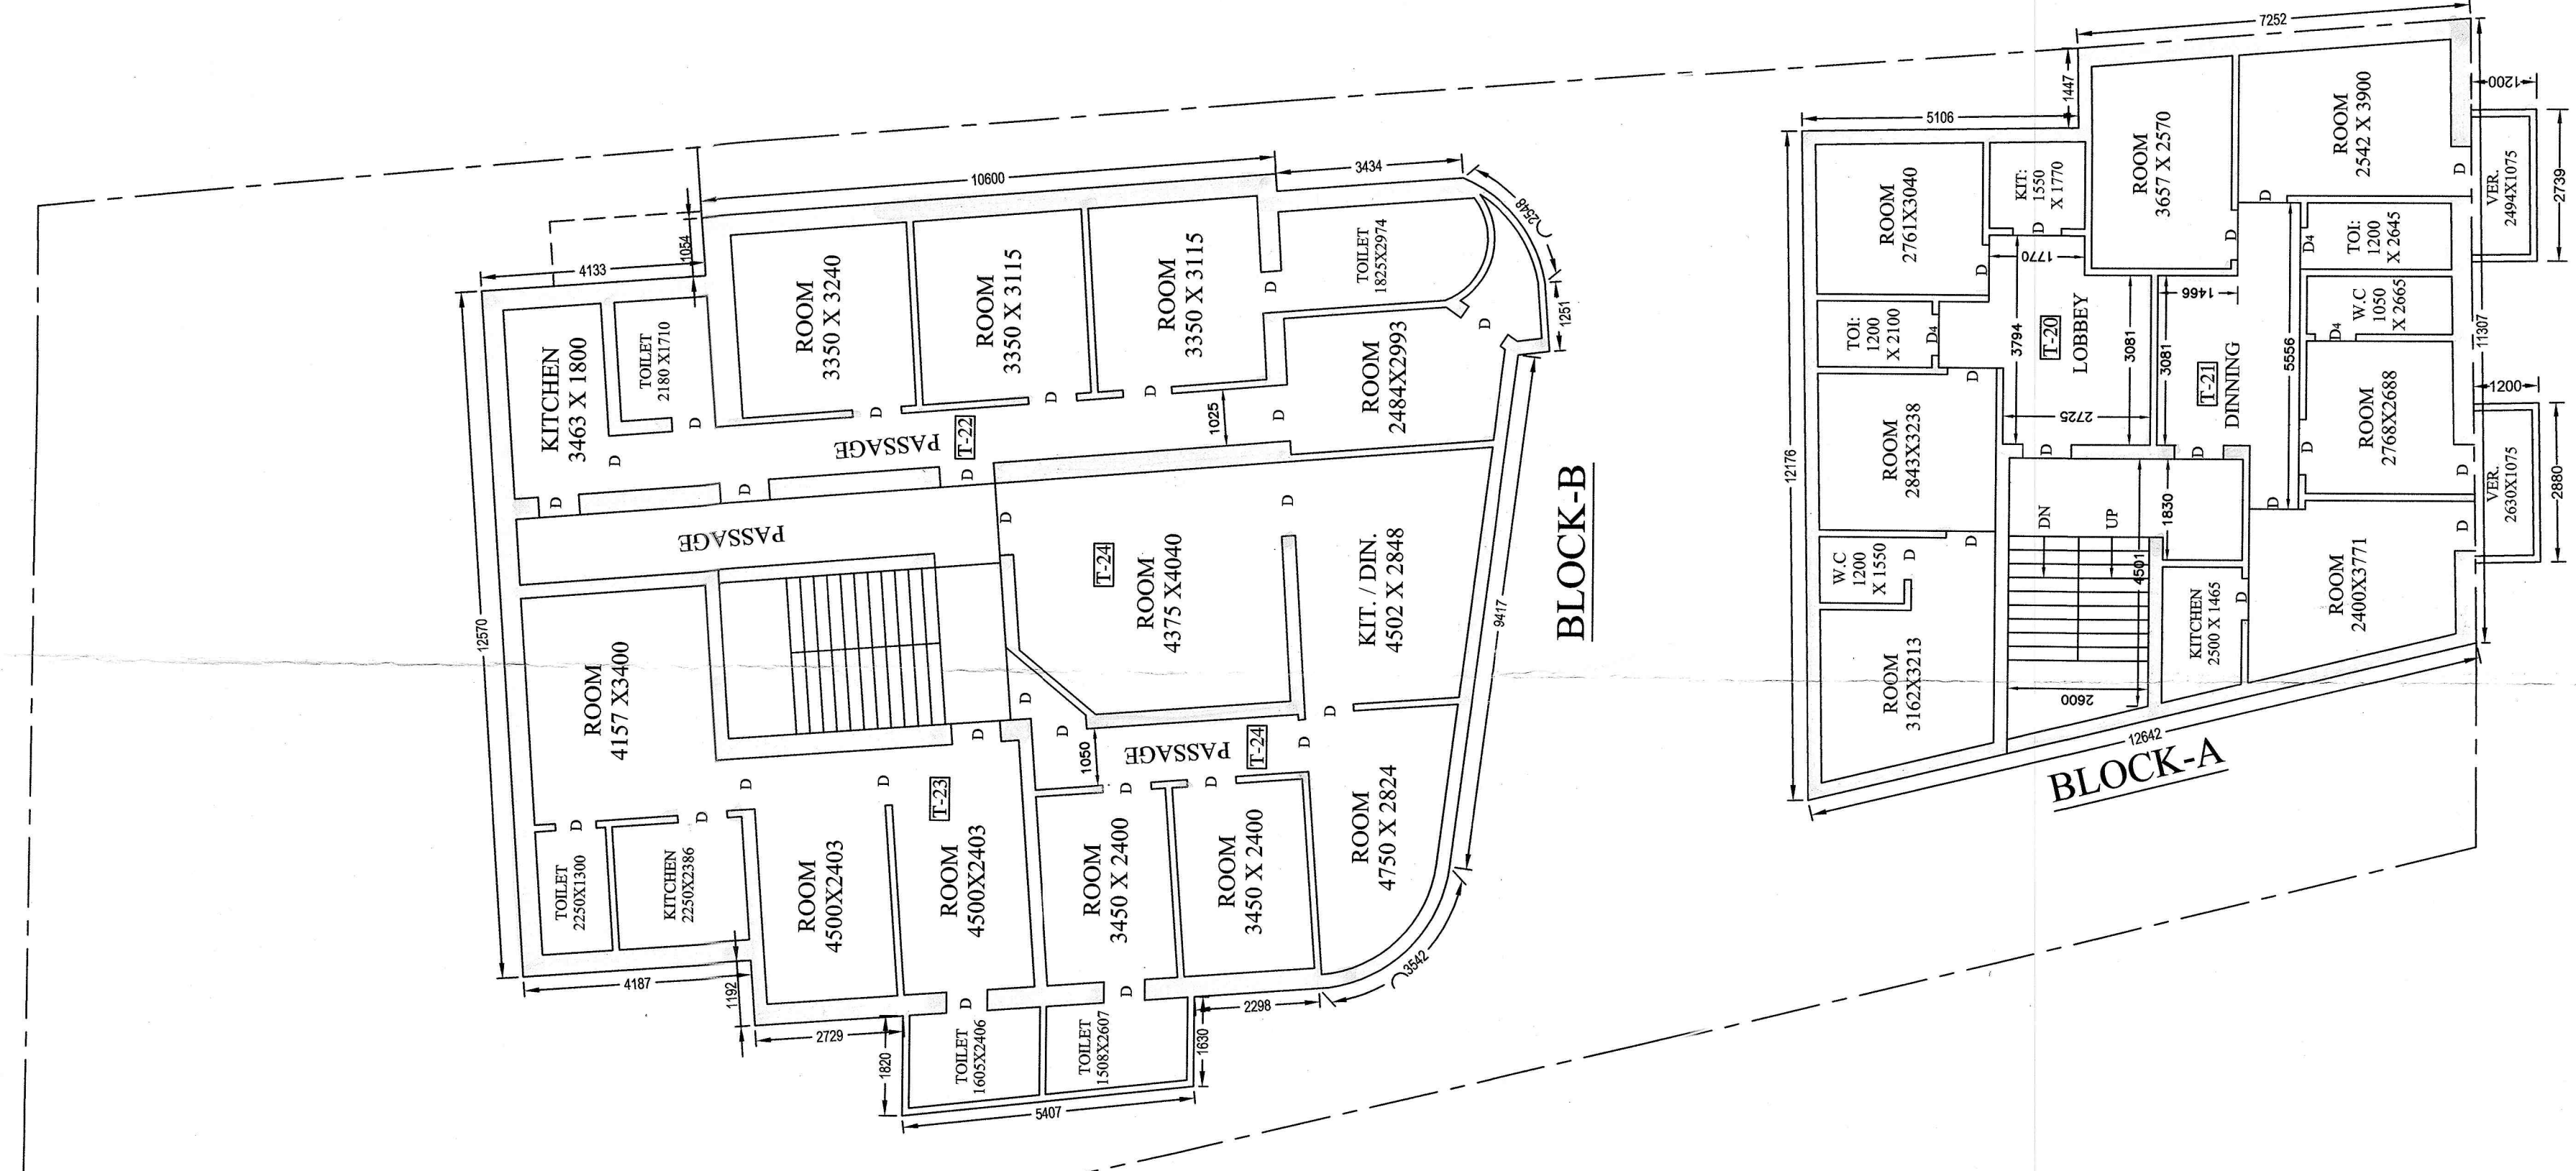 10600
3434
12548
1251
4133
1054
12570
KITCHEN
3463 X 1800
TOILET
2180 X1710
ROOM
3350 X 3240
ROOM
3350 X 3115
ROOM
3350 X 3115
TOILET
1825X2974
ROOM
2484X2993
D
D
D
D
D
D
D
D
D
D
D
D
1025
PASSAGE
T-22
PASSAGE
D
D
T-24
ROOM
4375 X4040
KIT. / DIN.
4502 X 2848
9417
BLOCK-B
ROOM
4157 X3400
D
D
D
D
D
D
D
D
D
D
D
D
T-23
1050
PASSAGE
T-24
TOILET
2250X1300
KITCHEN
2250X2386
ROOM
4500X2403
ROOM
4500X2403
ROOM
3450 X 2400
ROOM
3450 X 2400
ROOM
4750 X 2824
D
D
4187
1192
2729
1820
TOILET
1605X2406
TOILET
1508X2607
5407
1630
2298
3542
7252
1447
5106
1200
2739
ROOM
2761X3040
KIT:
1550
X 1770
ROOM
3657 X 2570
ROOM
2542 X 3900
VER.
2494X1075
D
D
D
D
D
1770
1466
TOI:
1200
X 2100
D4
3794
T-20
LOBBEY
3081
3081
T-21
DINNING
5556
D4
TOI:
1200
X 2645
W.C
1050
X 2665
D4
11307
12176
ROOM
2843X3238
D
2725
D
D
D
D
ROOM
2768X2688
D
1200
VER.
2630X1075
2880
D
W.C
1200
X 1550
D
D
DN
UP
1830
4501
ROOM
3162X3213
2600
KITCHEN
2500 X 1465
D
ROOM
2400X3771
12642
BLOCK-A